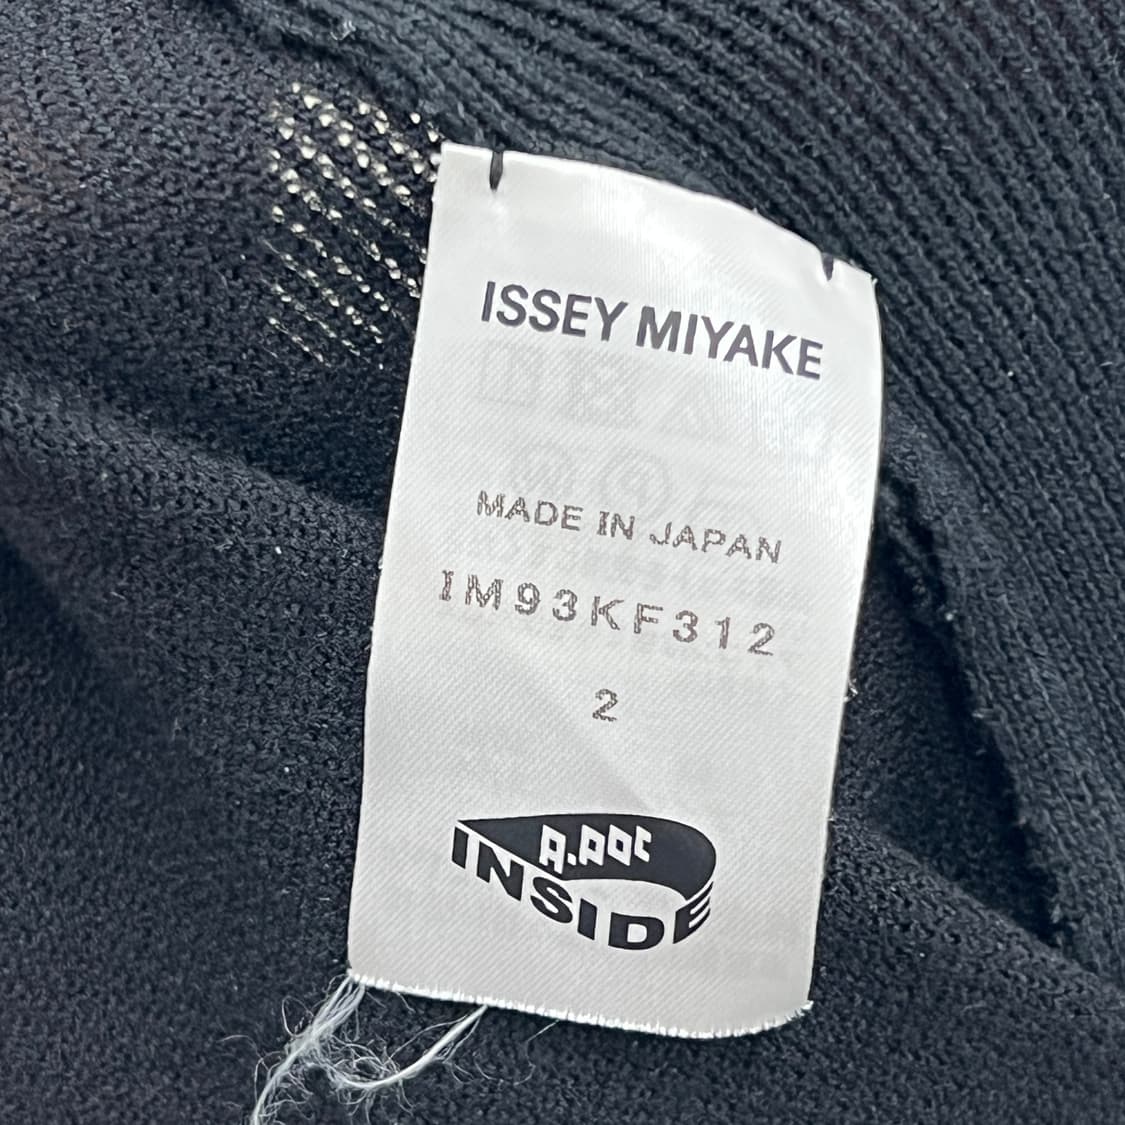 ISSEY MIYAKE
MADE IN JAPAN
IM93KF312
2
A.POC
INSIDE